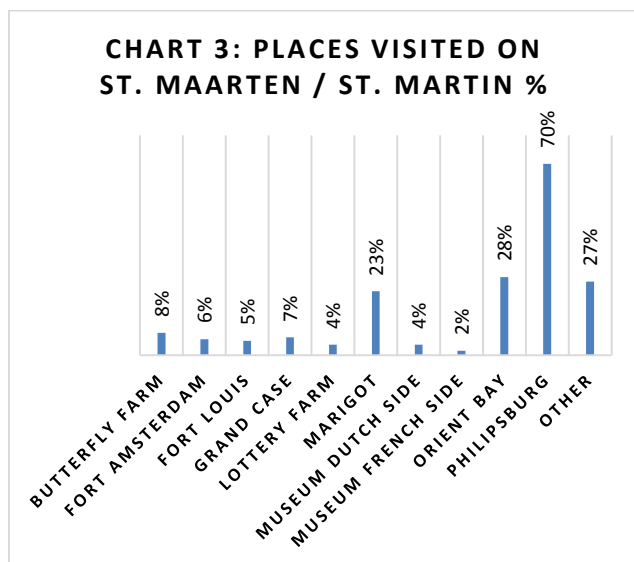 CHART 3: PLACES VISITED ON
ST. MAARTEN / ST. MARTIN %
8%
6%
5%
7%
4%
23%
4%
2%
28%
70%
27%
BUTTERFLY FARM
FORT AMSTERDAM
FORT LOUIS
GRAND CASE
LOTTERY FARM
MARIGOT
MUSEUM DUTCH SIDE
MUSEUM FRENCH SIDE
ORIENT BAY
PHILIPSBURG
OTHER